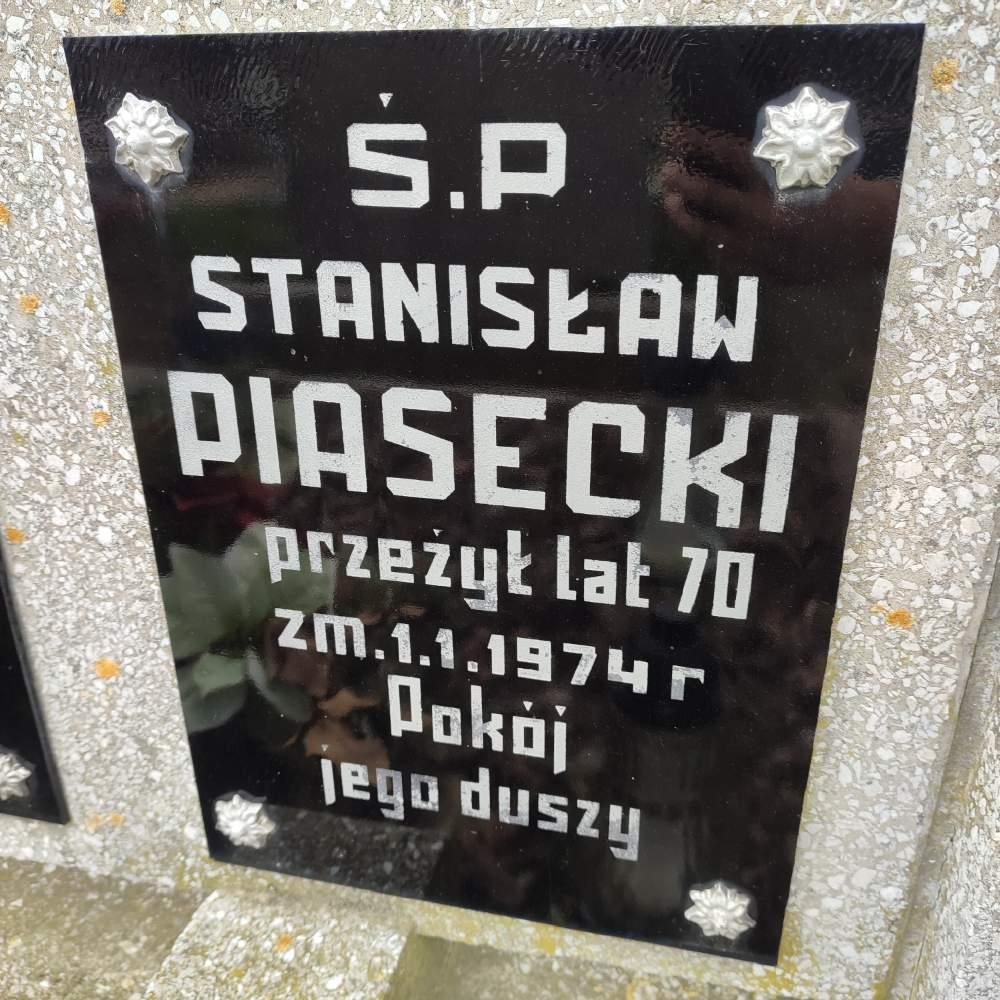 Ś.P
STANISŁAW
PIASECKI
przeżył lat 70
zm.1.1.1974 r
Pokój
jego duszy